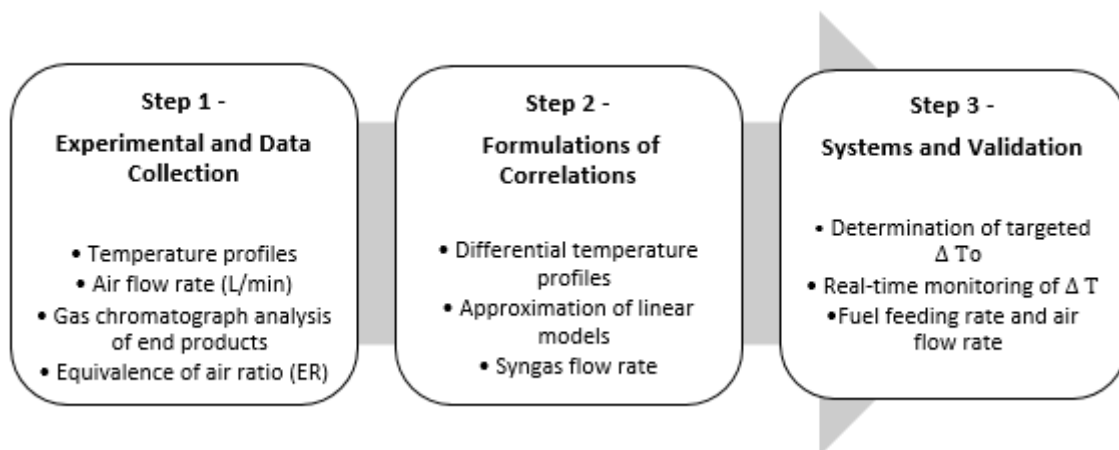 Step 1 -
Experimental and Data
Collection
• Temperature profiles
• Air flow rate (L/min)
• Gas chromatograph analysis
of end products
• Equivalence of air ratio (ER)
Step 2 -
Formulations of
Correlations
• Differential temperature
profiles
• Approximation of linear
models
• Syngas flow rate
Step 3 -
Systems and Validation
• Determination of targeted
Δ To
• Real-time monitoring of Δ T
•Fuel feeding rate and air
flow rate